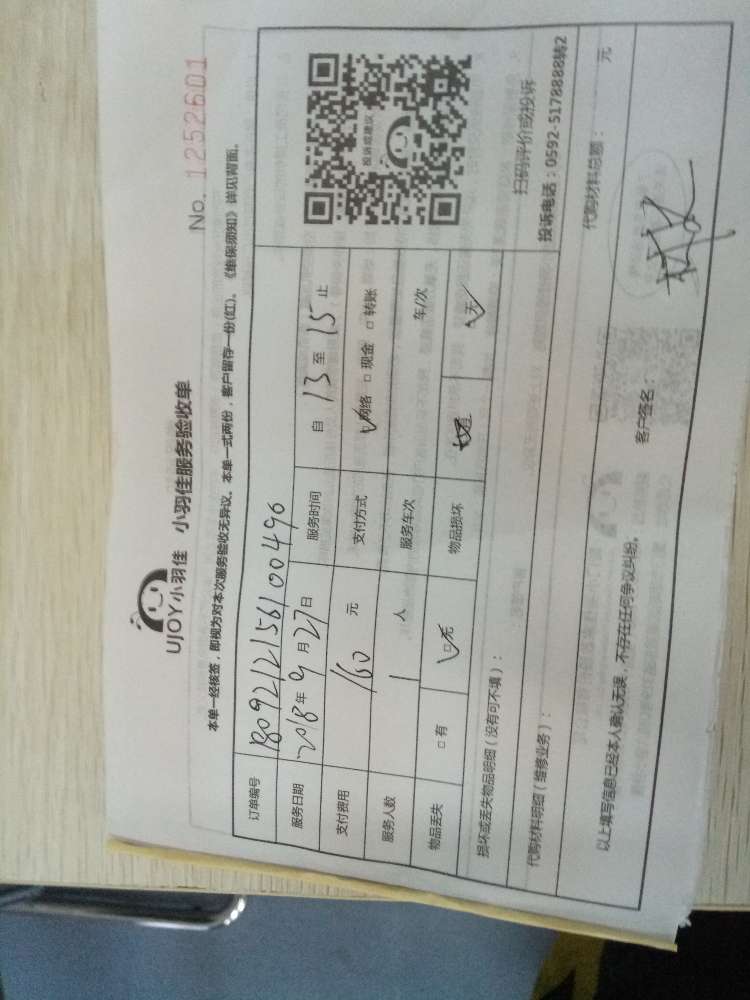 No. 1252601
UJOY小羽佳 小羽佳服务验收单
本单一经核签，即视为对本次服务验收无异议。本单一式两份，客户留存一份(红)。《维保须知》详见背面。
订单编号 1809212156100496
服务日期 2018年9月27日 服务时间 自 13 至 15 止
支付费用 160 元 支付方式 网络 □现金 □转账
服务人数 1 人 服务车次 车/次
物品丢失 □有 □无 物品损坏 无
投诉或建议
扫码评价或投诉
投诉电话：0592-5178888转2
损坏或丢失物品明细（没有可不填）：
代购材料明细（维修业务）： 代购材料总额： 元
以上填写信息已经本人确认无误，不存在任何争议纠纷。
客户签名：